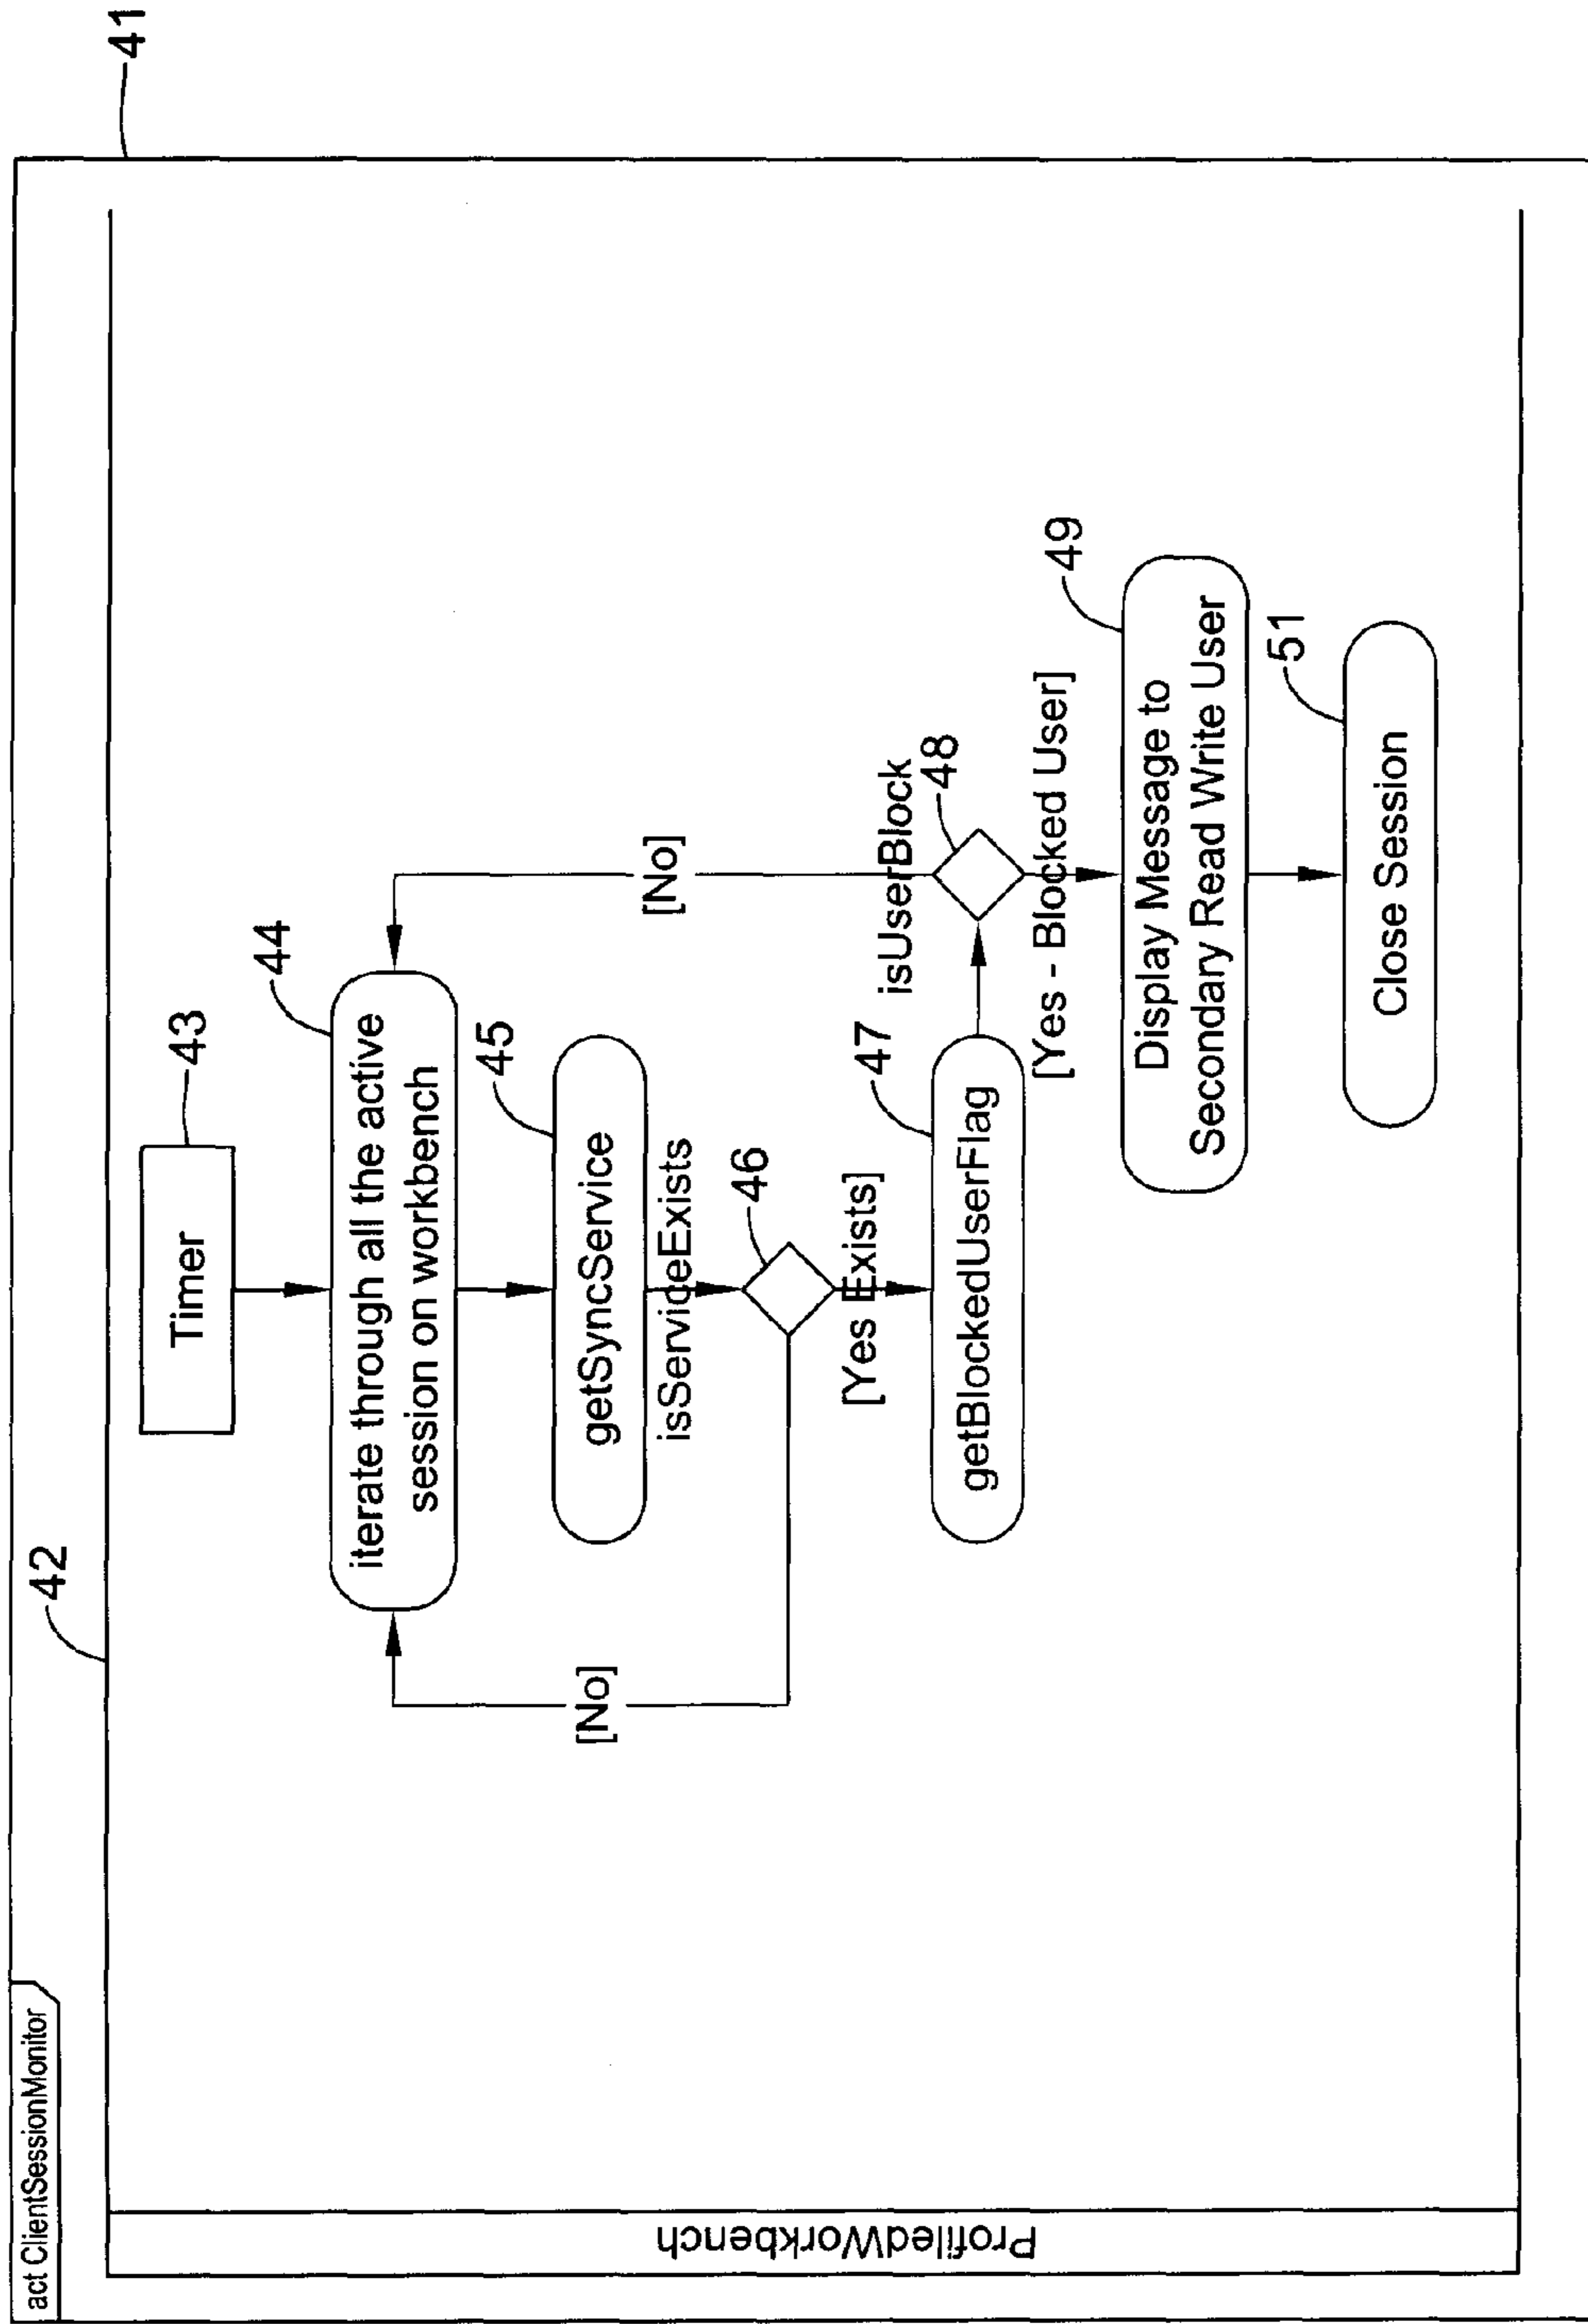 act ClientSessionMonitor
41
42
ProfiledWorkbench
Timer
43
44
iterate through all the active
session on workbench
45
getSyncService
isServiceExists
46
[No]
[No]
[Yes Exists]
47
getBlockedUserFlag
isUserBlock
48
[Yes - Blocked User]
49
Display Message to
Secondary Read Write User
51
Close Session